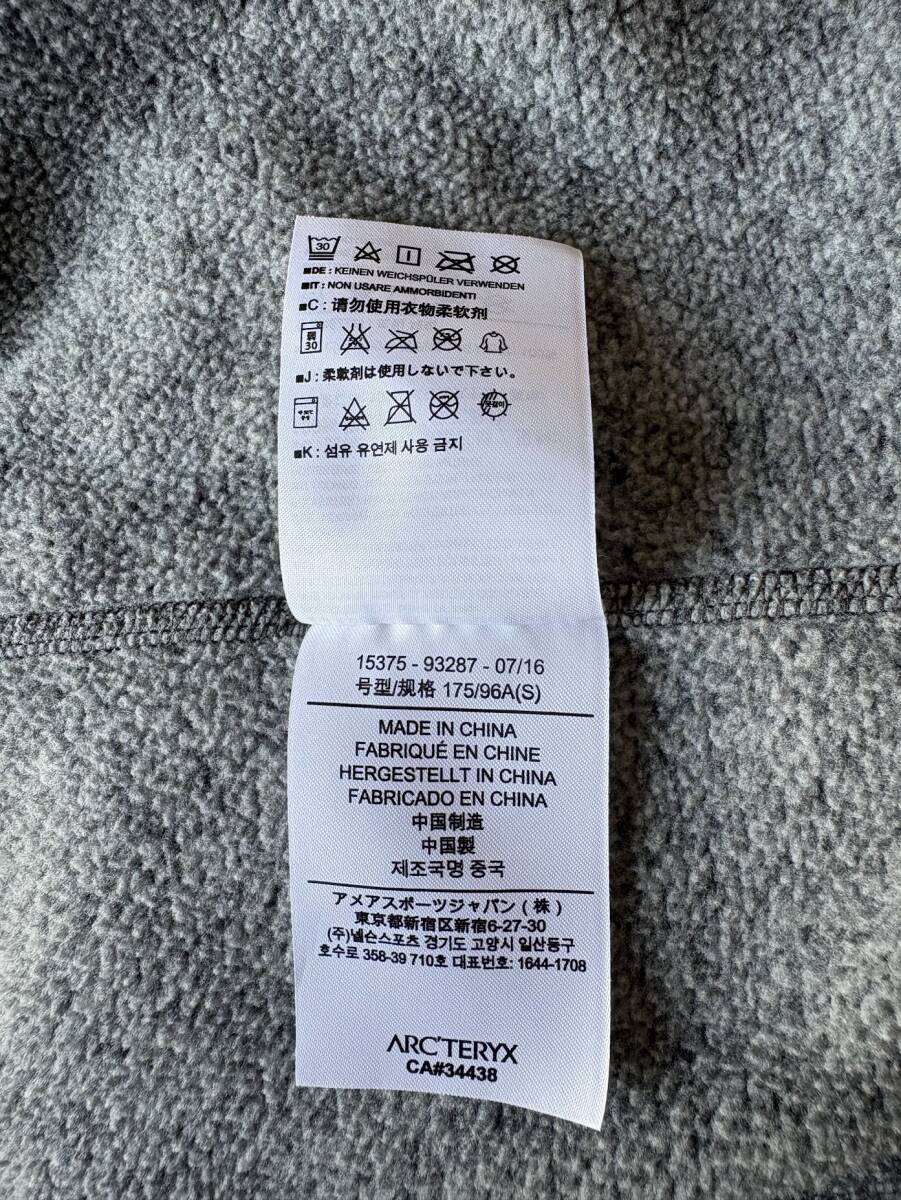 30
■DE : KEINEN WEICHSPÜLER VERWENDEN
■IT : NON USARE AMMORBIDENTI
■C : 请勿使用衣物柔软剂
弱
30
■J : 柔軟剤は使用しないで下さい。
■K : 섬유 유연제 사용 금지
15375 - 93287 - 07/16
号型/规格 175/96A(S)
MADE IN CHINA
FABRIQUÉ EN CHINE
HERGESTELLT IN CHINA
FABRICADO EN CHINA
中国制造
中国製
제조국명 중국
アメアスポーツジャパン (株)
東京都新宿区新宿6-27-30
(주)넬슨스포츠 경기도 고양시 일산동구
호수로 358-39 710호 대표번호: 1644-1708
ARC'TERYX
CA#34438